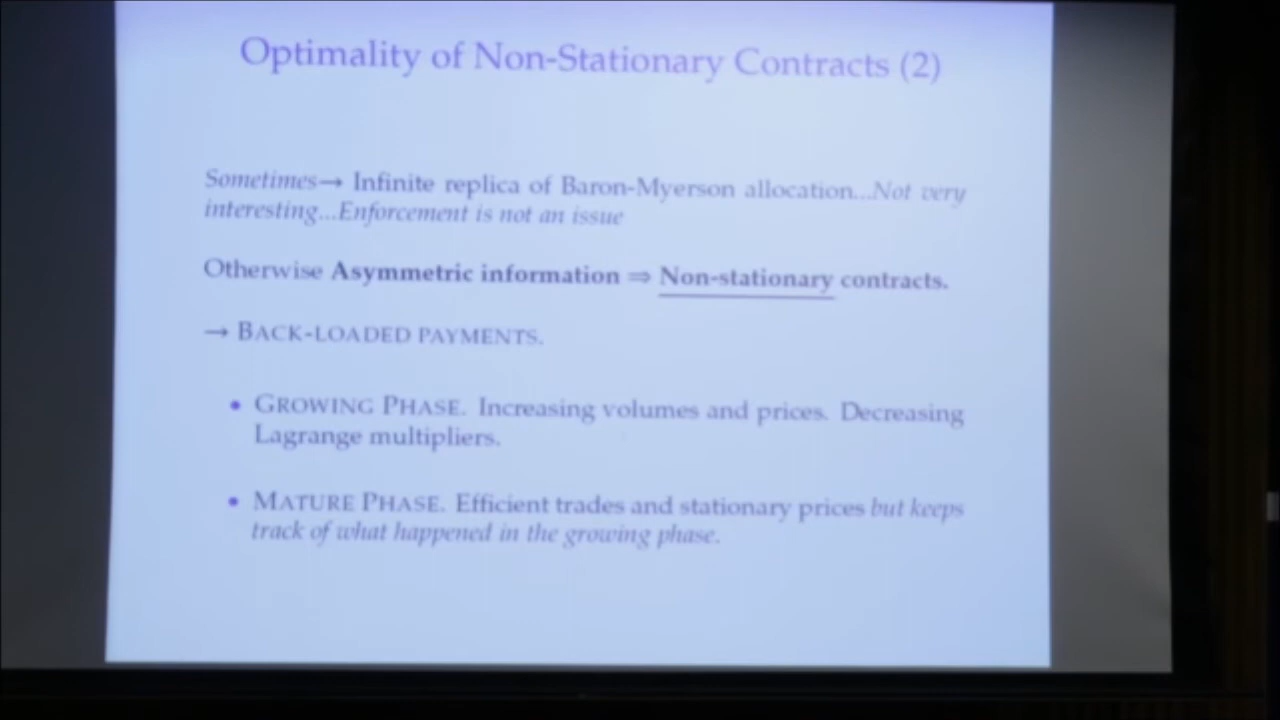 Optimality of Non-Stationary Contracts (2)
Sometimes→ Infinite replica of Baron-Myerson allocation...Not very
interesting...Enforcement is not an issue
Otherwise Asymmetric information ⇒ Non-stationary contracts.
→ BACK-LOADED PAYMENTS.
• GROWING PHASE. Increasing volumes and prices. Decreasing
Lagrange multipliers.
• MATURE PHASE. Efficient trades and stationary prices but keeps
track of what happened in the growing phase.